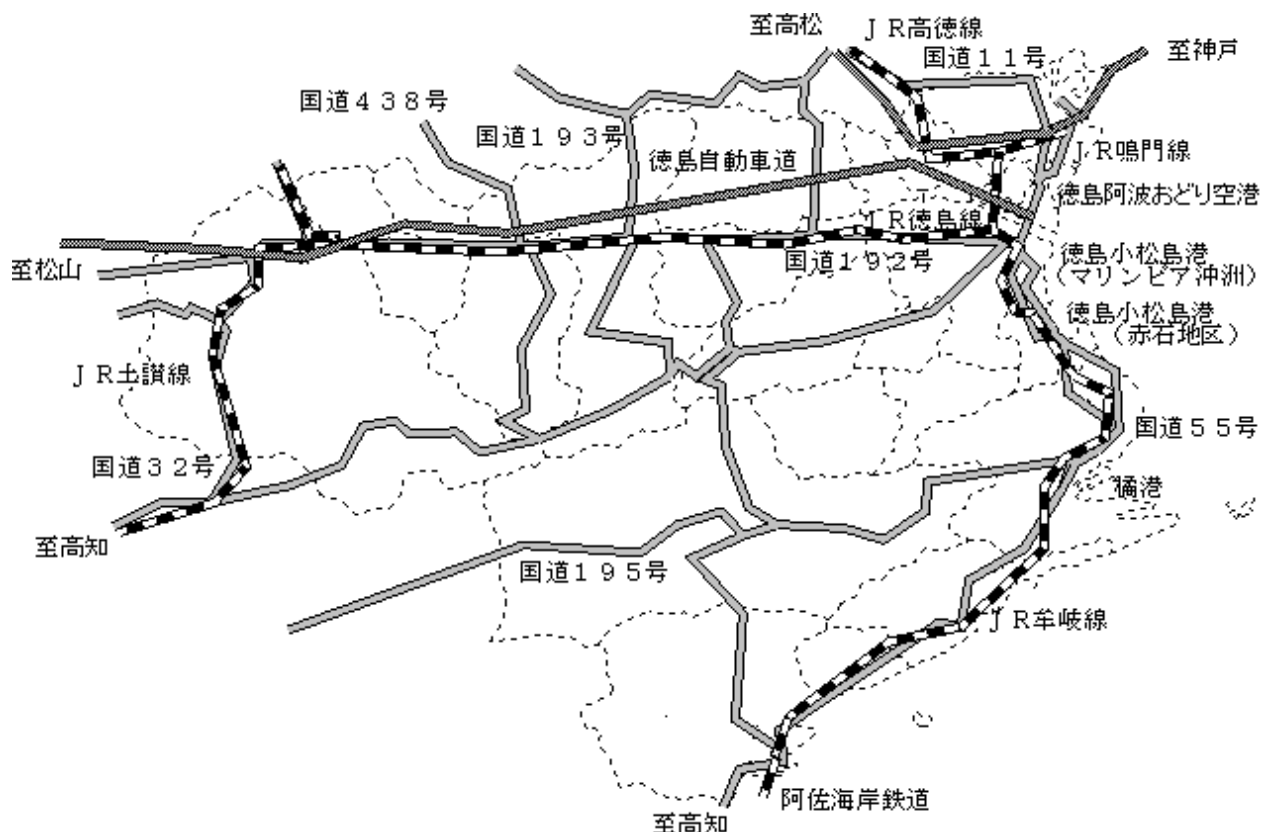 至高松
ＪＲ高徳線
国道１１号
至神戸
国道４３８号
国道１９３号
徳島自動車道
ＪＲ鳴門線
徳島阿波おどり空港
ＪＲ徳島線
国道１９２号
徳島小松島港
（マリンピア沖洲）
徳島小松島港
（赤石地区）
至松山
ＪＲ土讃線
国道５５号
国道３２号
橘港
至高知
国道１９５号
ＪＲ牟岐線
阿佐海岸鉄道
至高知